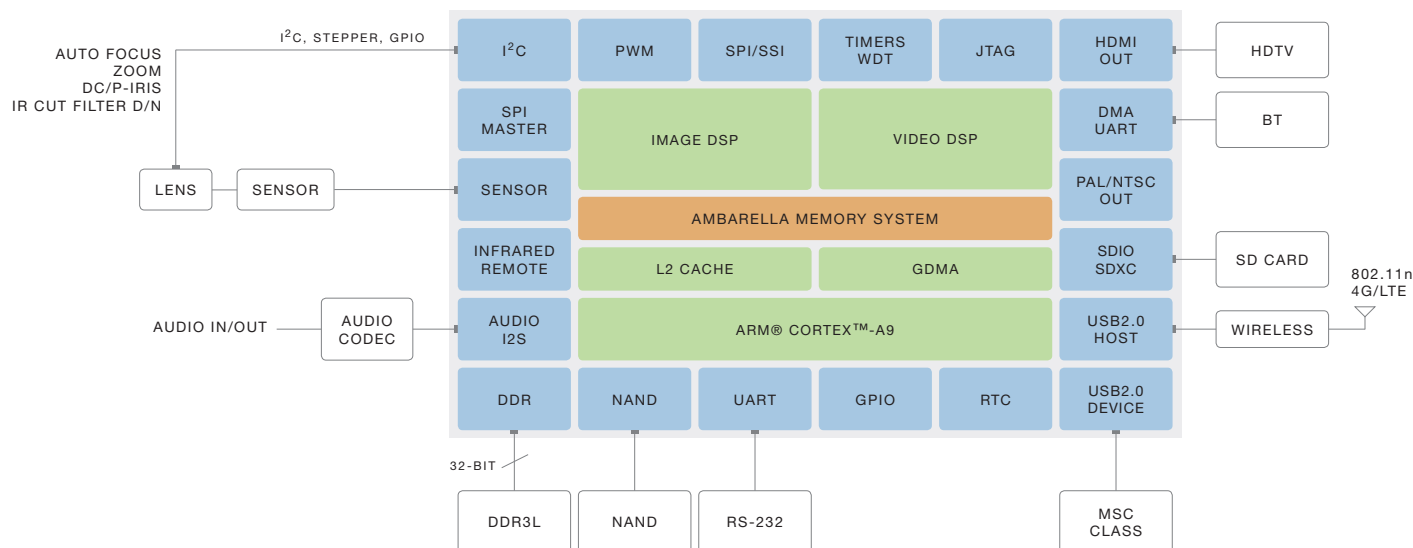 I²C, STEPPER, GPIO
AUTO FOCUS
ZOOM
DC/P-IRIS
IR CUT FILTER D/N
I²C
PWM
SPI/SSI
TIMERS
WDT
JTAG
HDMI
OUT
HDTV
SPI
MASTER
IMAGE DSP
VIDEO DSP
DMA
UART
BT
LENS
SENSOR
SENSOR
PAL/NTSC
OUT
AMBARELLA MEMORY SYSTEM
INFRARED
REMOTE
L2 CACHE
GDMA
SDIO
SDXC
SD CARD
802.11n
4G/LTE
AUDIO IN/OUT
AUDIO
CODEC
AUDIO
I2S
ARM® CORTEX™-A9
USB2.0
HOST
WIRELESS
DDR
NAND
UART
GPIO
RTC
USB2.0
DEVICE
32-BIT
DDR3L
NAND
RS-232
MSC
CLASS